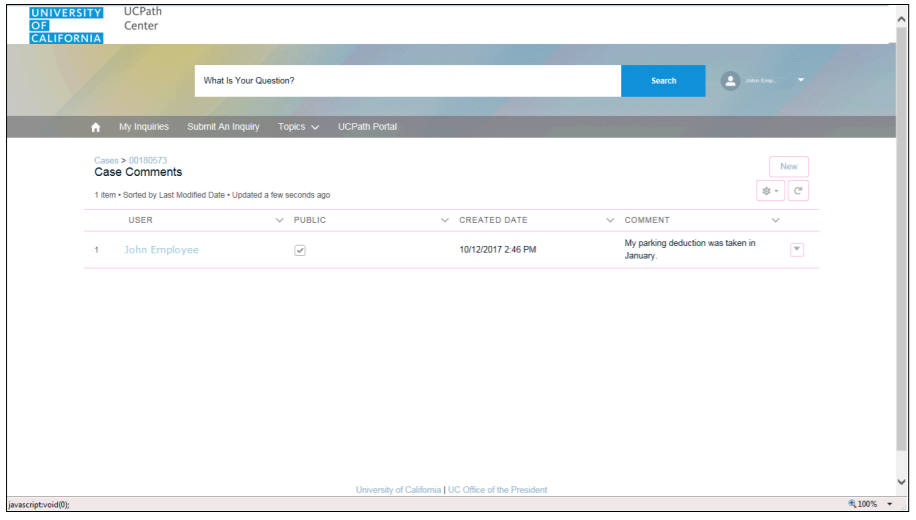 UNIVERSITY
OF
CALIFORNIA
UCPath
Center
What Is Your Question?
Search
John Emp..
My Inquiries Submit An Inquiry Topics UCPath Portal
Cases > 00180573
Case Comments
New
1 item • Sorted by Last Modified Date • Updated a few seconds ago
USER PUBLIC CREATED DATE COMMENT
1 John Employee 10/12/2017 2:46 PM My parking deduction was taken in
January.
University of California | UC Office of the President
javascript:void(0); 100%